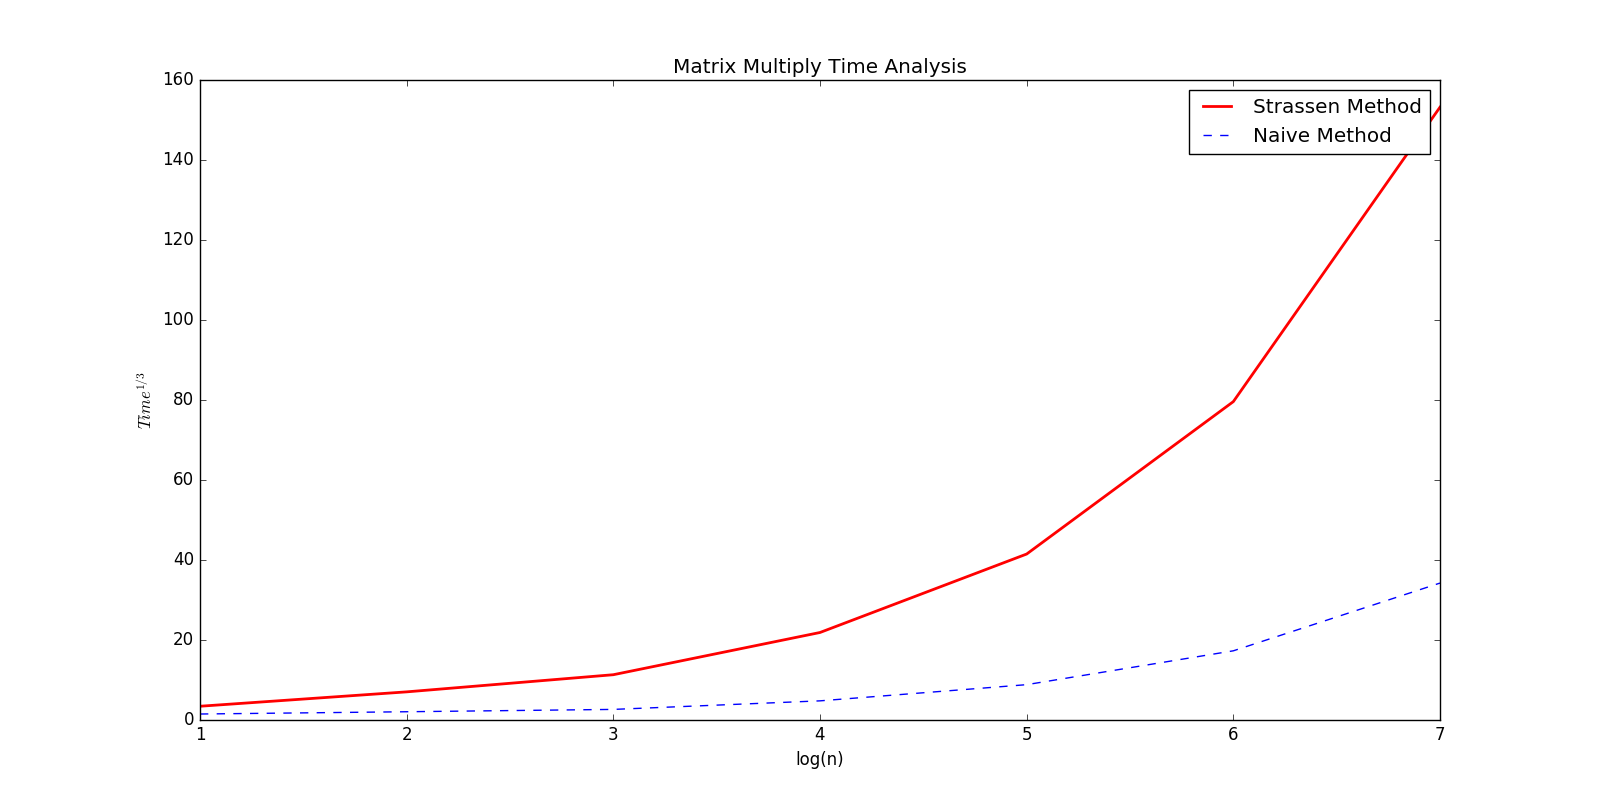 Matrix Multiply Time Analysis
160
140
120
100
80
60
40
20
0
Time^{1/3}
Strassen Method
Naive Method
1 2 3 4 5 6 7
log(n)